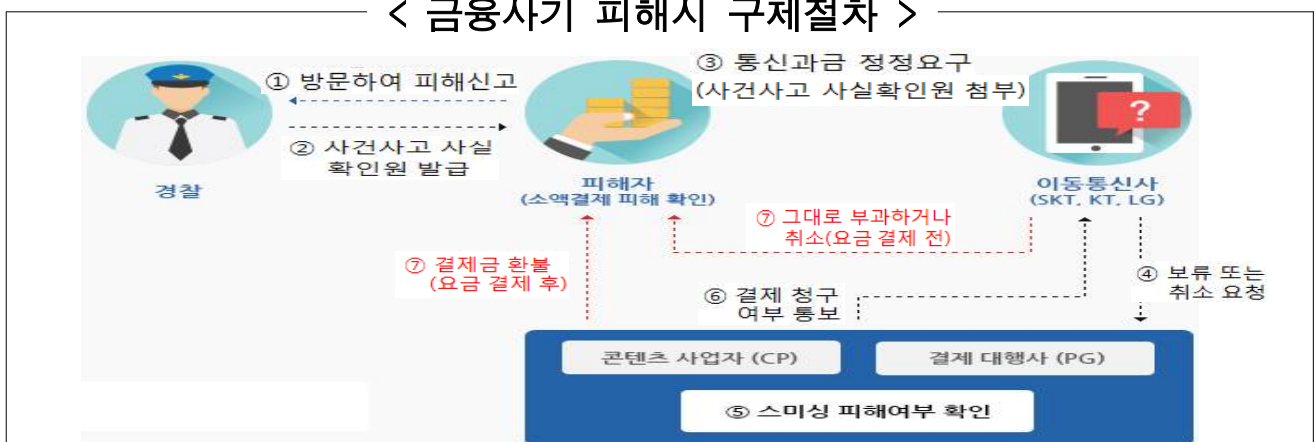 < 금융사기 피해시 구제절차 >
① 방문하여 피해신고
② 사건사고 사실
확인원 발급
③ 통신과금 정정요구
(사건사고 사실확인원 첨부)
?
경찰
피해자
(소액결제 피해 확인)
이동통신사
(SKT, KT, LG)
⑦ 그대로 부과하거나
취소(요금 결제 전)
⑦ 결제금 환불
(요금 결제 후)
④ 보류 또는
취소 요청
⑥ 결제 청구
여부 통보
콘텐츠 사업자 (CP)
결제 대행사 (PG)
⑤ 스미싱 피해여부 확인